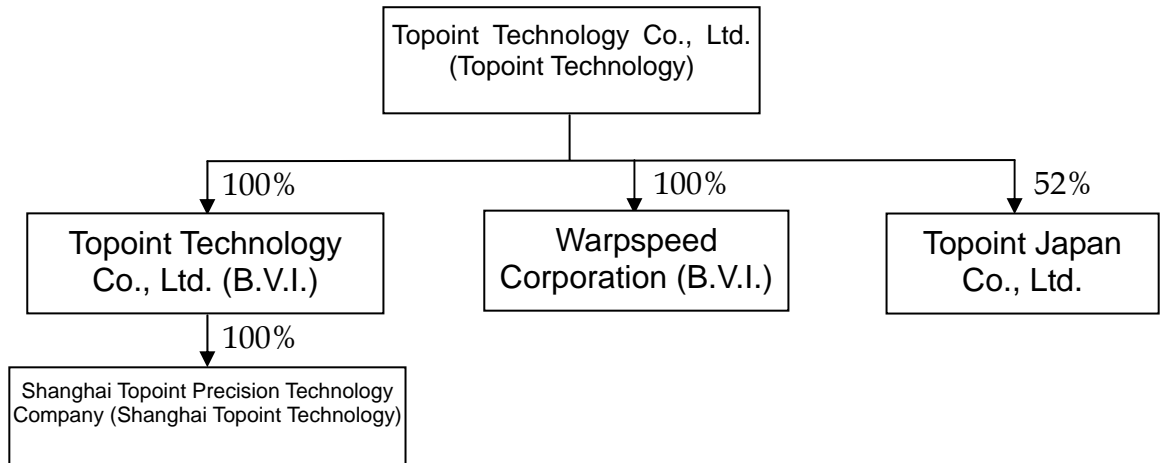 Topoint Technology Co., Ltd.
(Topoint Technology)
100%
100%
52%
Topoint Technology
Co., Ltd. (B.V.I.)
Warpspeed
Corporation (B.V.I.)
Topoint Japan
Co., Ltd.
100%
Shanghai Topoint Precision Technology
Company (Shanghai Topoint Technology)